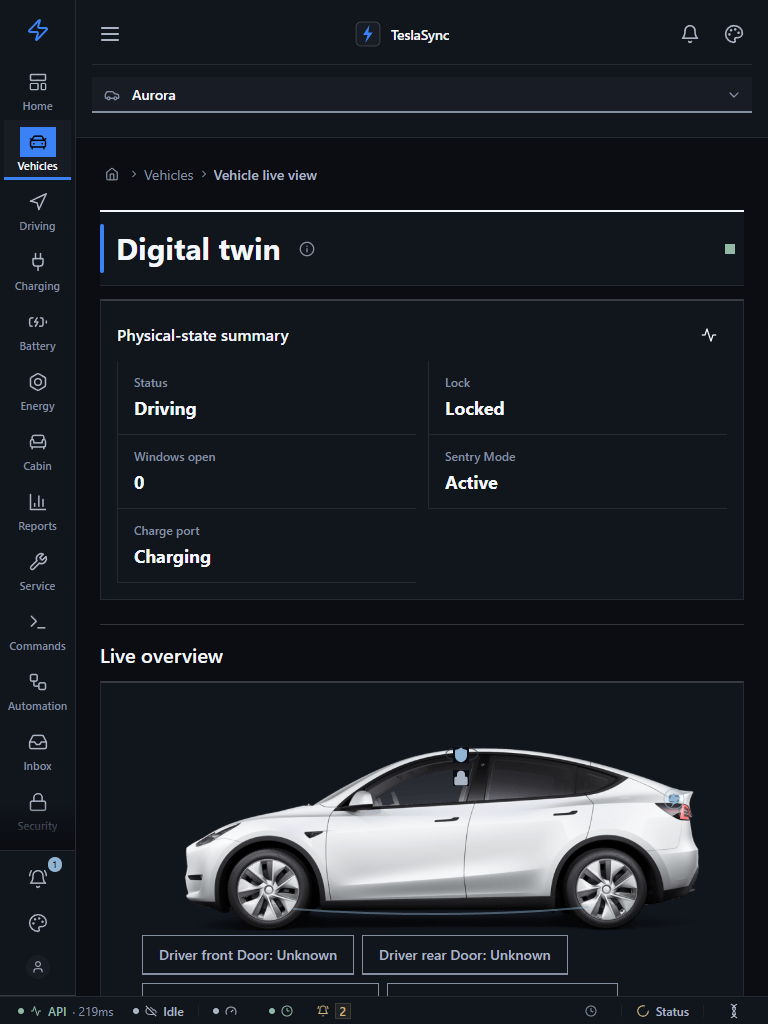 TeslaSync
Aurora
Home
Vehicles
Driving
Charging
Battery
Energy
Cabin
Reports
Service
Commands
Automation
Inbox
Security
1
Vehicles
Vehicle live view
Digital twin
Physical-state summary
Status
Driving
Lock
Locked
Windows open
0
Sentry Mode
Active
Charge port
Charging
Live overview
Driver front Door: Unknown
Driver rear Door: Unknown
API · 219ms
Idle
2
Status